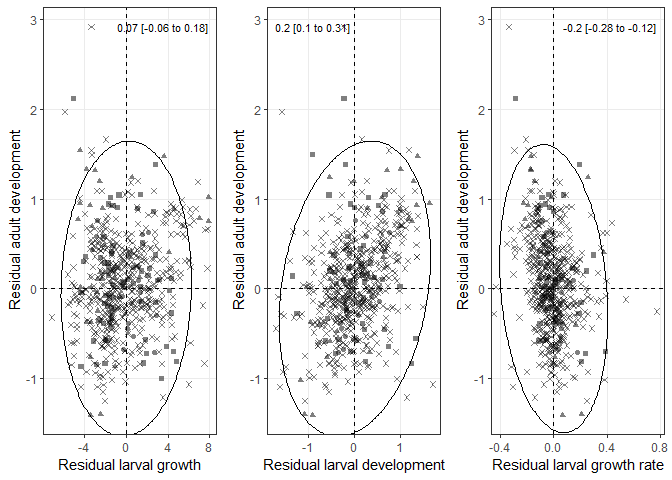 0.07 [-0.06 to 0.18]
3
2
1
0
-1
Residual adult development
-4
0
4
8
Residual larval growth
0.2 [0.1 to 0.31]
3
2
1
0
-1
Residual adult development
-1
0
1
Residual larval development
-0.2 [-0.28 to -0.12]
3
2
1
0
-1
Residual adult development
-0.4
0.0
0.4
0.8
Residual larval growth rate